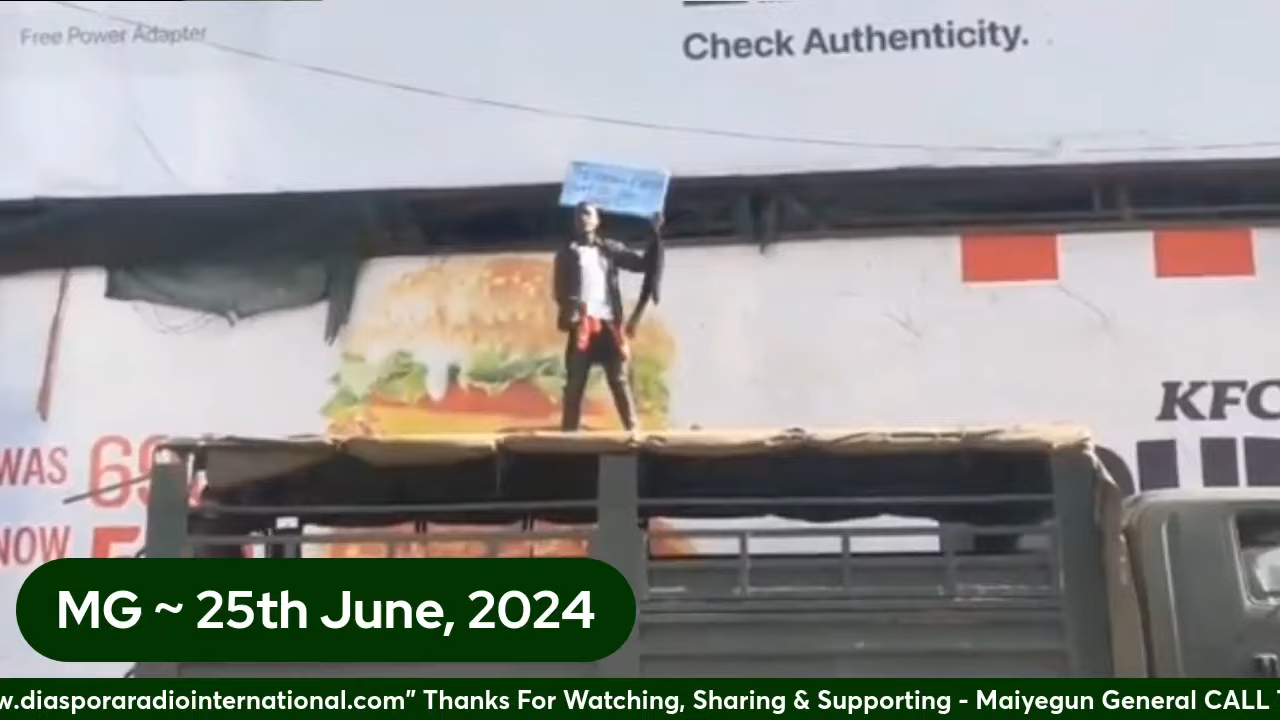 Free Power Adapter
Check Authenticity.
KFC
WAS 69
NOW 5
MG ~ 25th June, 2024
w.diasporaradiointernational.com” Thanks For Watching, Sharing & Supporting - Maiyegun General CALL